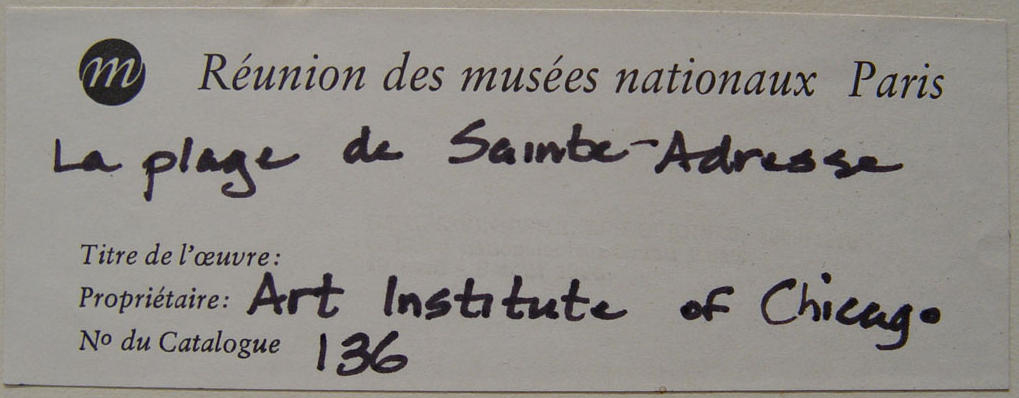 m Réunion des musées nationaux Paris
La plage de Sainte-Adresse
Titre de l'œuvre:
Propriétaire: Art Institute of Chicago
Nº du Catalogue 136